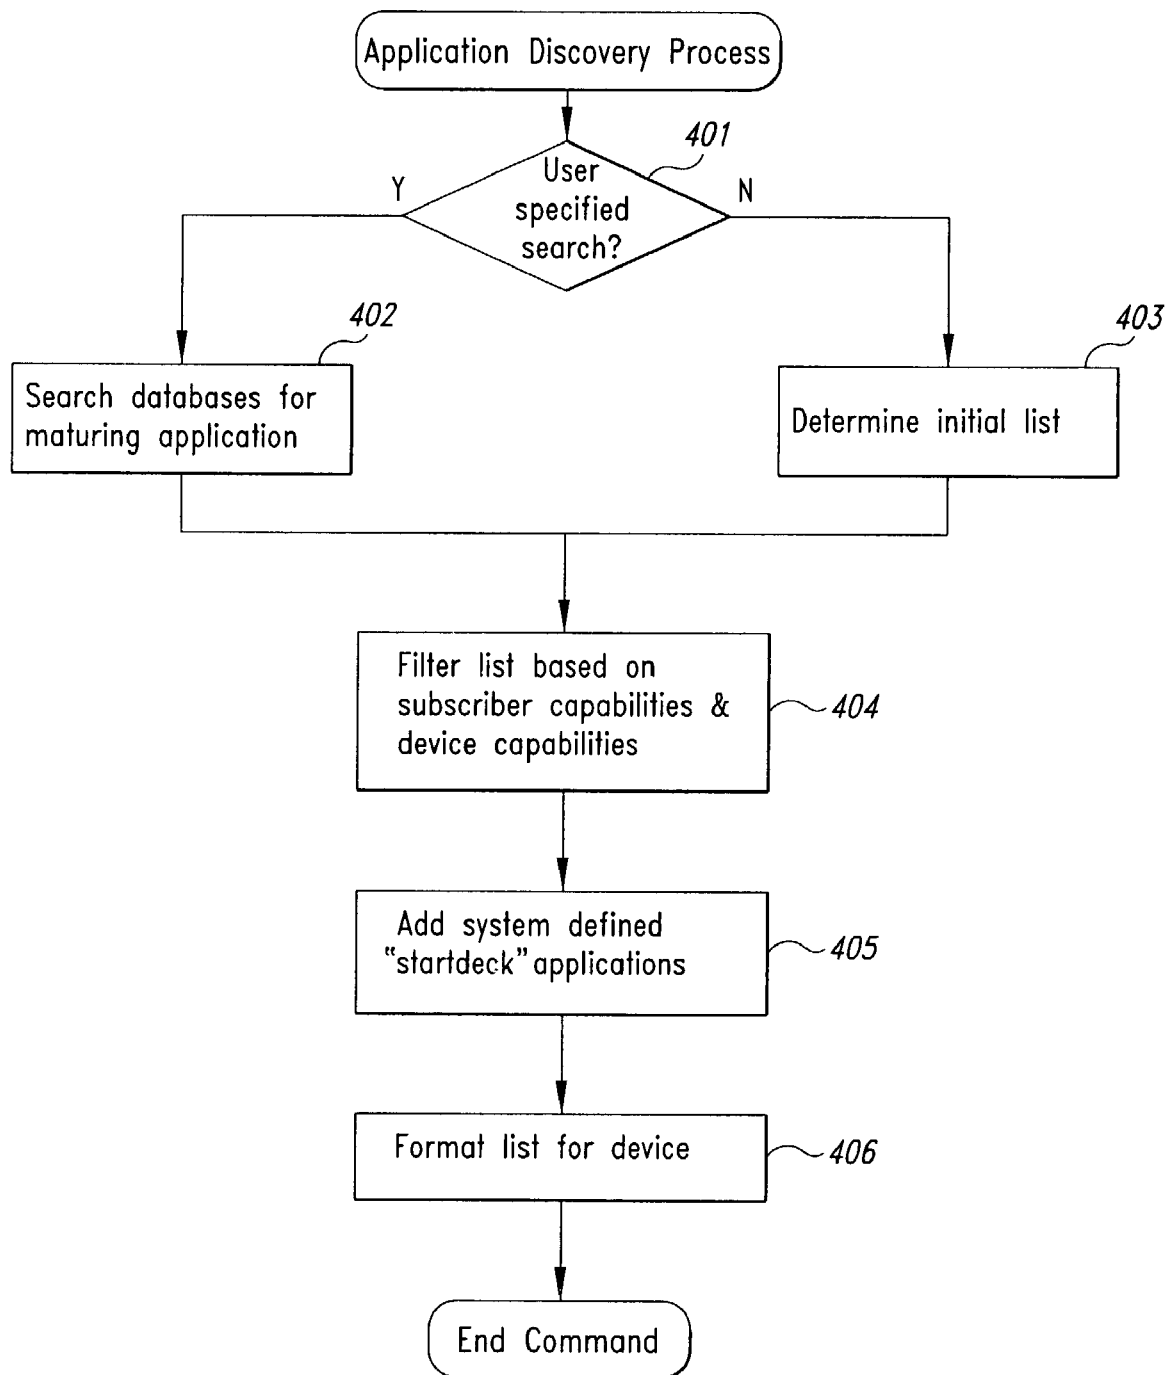 Application Discovery Process
401
User
specified
search?
Y
N
402
Search databases for
maturing application
403
Determine initial list
Filter list based on
subscriber capabilities &
device capabilities
404
Add system defined
"startdeck" applications
405
Format list for device
406
End Command